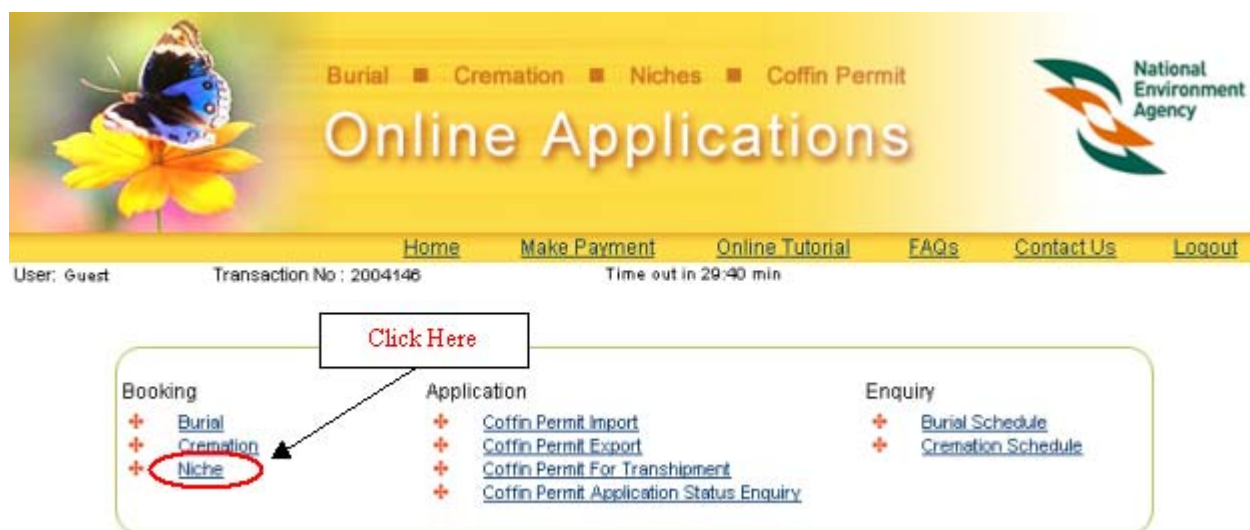 Burial ■ Cremation ■ Niches ■ Coffin Permit
Online Applications
National
Environment
Agency
Home Make Payment Online Tutorial FAQs Contact Us Logout
User: Guest Transaction No : 2004146 Time out in 29:40 min
Click Here
Booking
Burial
Cremation
Niche
Application
Coffin Permit Import
Coffin Permit Export
Coffin Permit For Transhipment
Coffin Permit Application Status Enquiry
Enquiry
Burial Schedule
Cremation Schedule